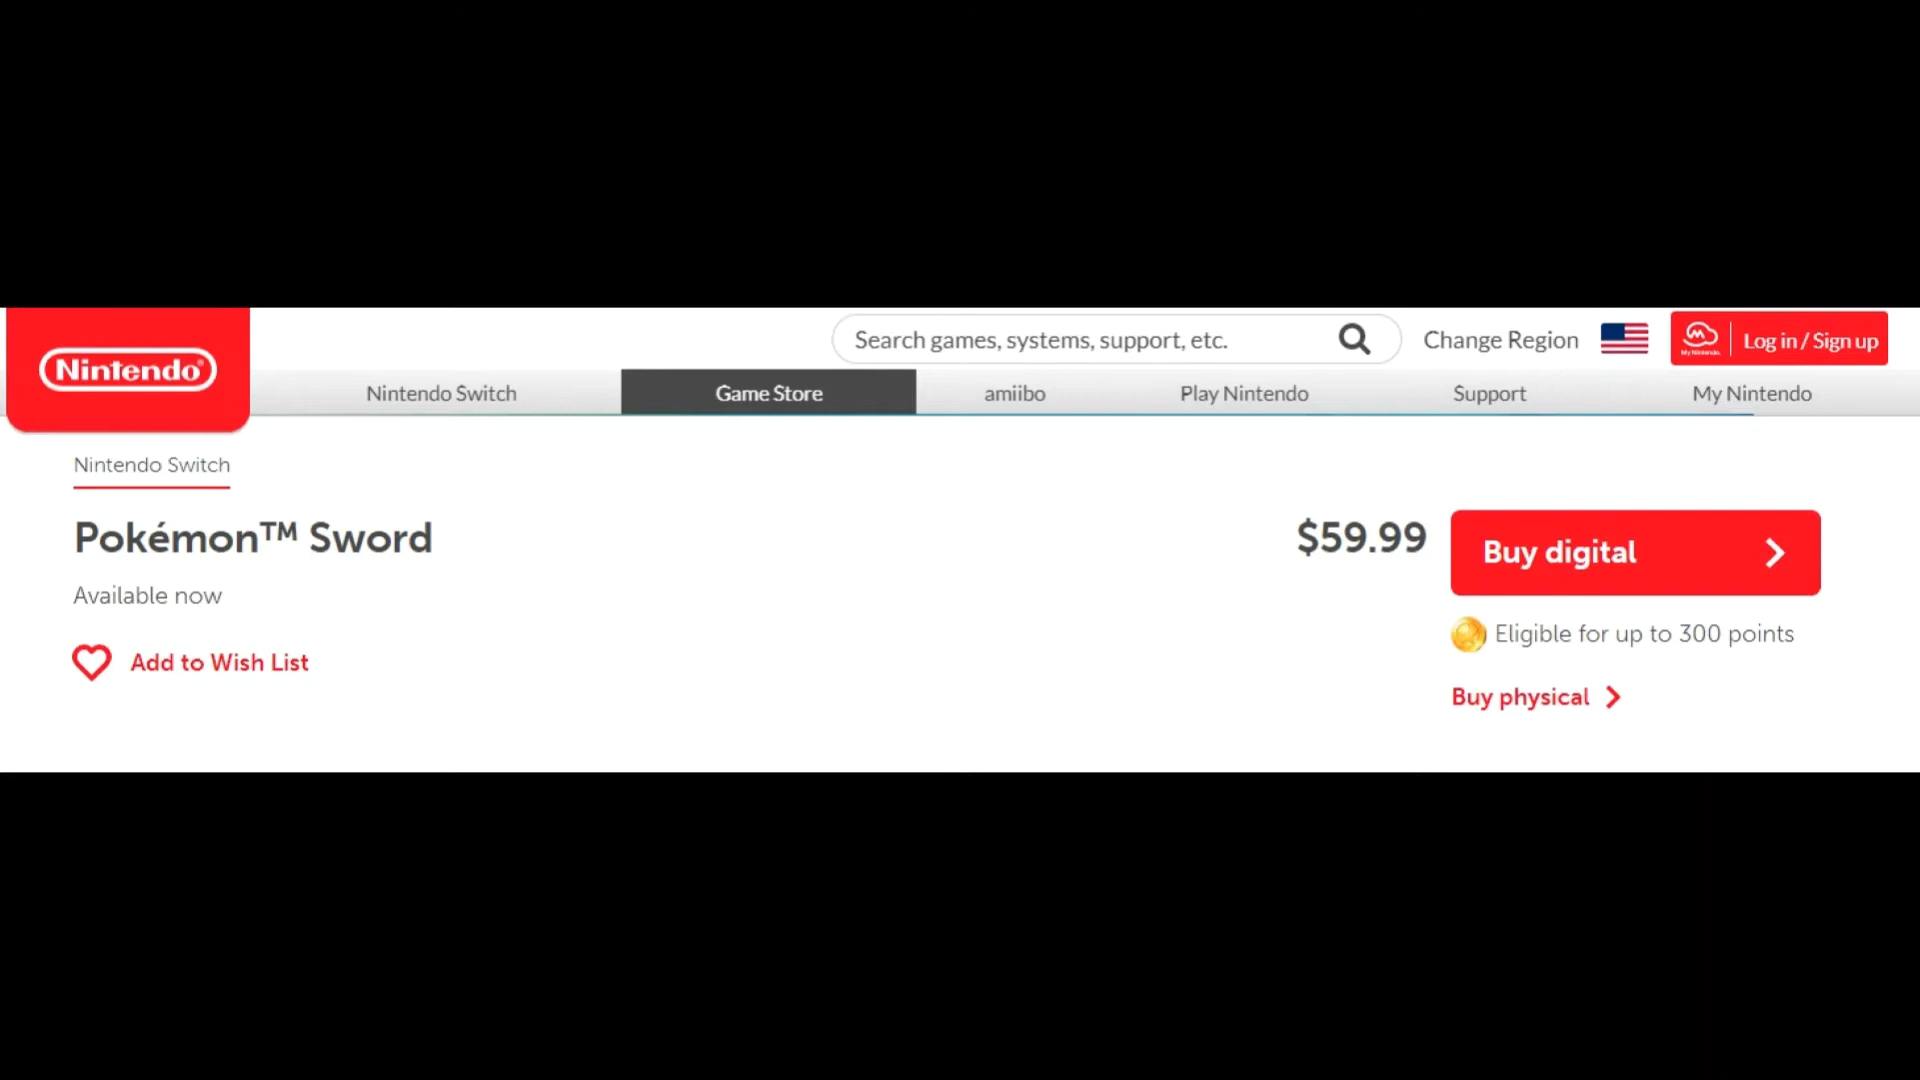 Nintendo®
Search games, systems, support, etc.
Change Region
My Nintendo
Log in / Sign up
Nintendo Switch
Game Store
amiibo
Play Nintendo
Support
My Nintendo
Nintendo Switch
Pokémon™ Sword
Available now
Add to Wish List
$59.99
Buy digital
Eligible for up to 300 points
Buy physical